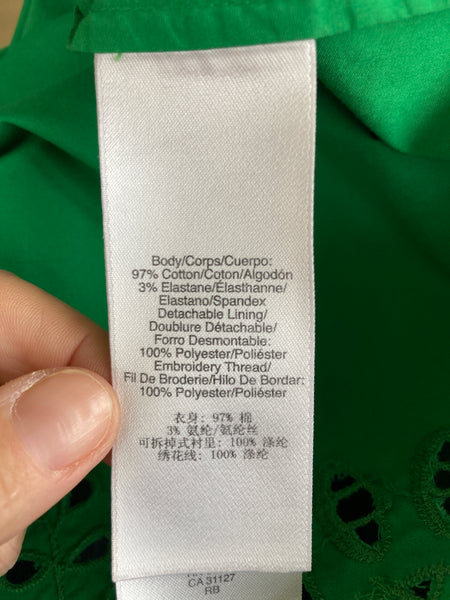 Body/Corps/Cuerpo:
97% Cotton/Coton/Algodón
3% Elastane/Élasthanne/
Elastano/Spandex
Detachable Lining/
Doublure Détachable/
Forro Desmontable:
100% Polyester/Poliéster
Embroidery Thread/
Fil De Broderie/Hilo De Bordar:
100% Polyester/Poliéster
衣身: 97% 棉
3% 氨纶/氨纶丝
可拆掉式衬里: 100% 涤纶
绣花线: 100% 涤纶
CA 31127
RB